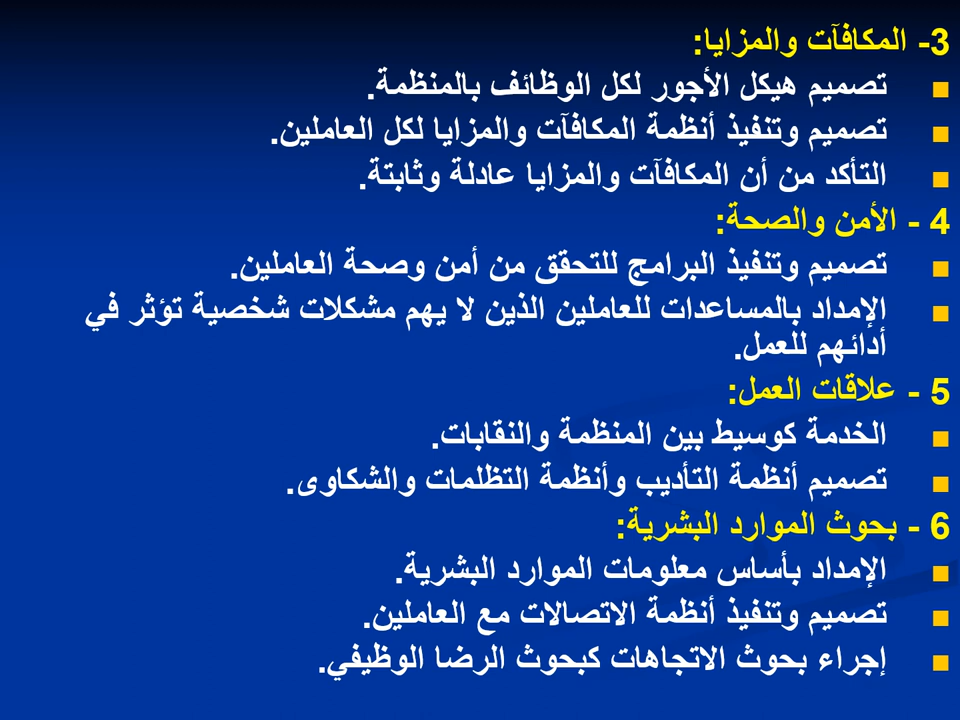 3- المكافآت والمزايا:
تصميم هيكل الأجور لكل الوظائف بالمنظمة.
تصميم وتنفيذ أنظمة المكافآت والمزايا لكل العاملين.
التأكد من أن المكافآت والمزايا عادلة وثابتة.
4 - الأمن والصحة:
تصميم وتنفيذ البرامج للتحقق من أمن وصحة العاملين.
الإمداد بالمساعدات للعاملين الذين لا يهم مشكلات شخصية تؤثر في
أدائهم للعمل.
5 - علاقات العمل:
الخدمة كوسيط بين المنظمة والنقابات.
تصميم أنظمة التأديب وأنظمة التظلمات والشكاوى.
6 - بحوث الموارد البشرية:
الإمداد بأساس معلومات الموارد البشرية.
تصميم وتنفيذ أنظمة الاتصالات مع العاملين.
إجراء بحوث الاتجاهات كبحوث الرضا الوظيفي.